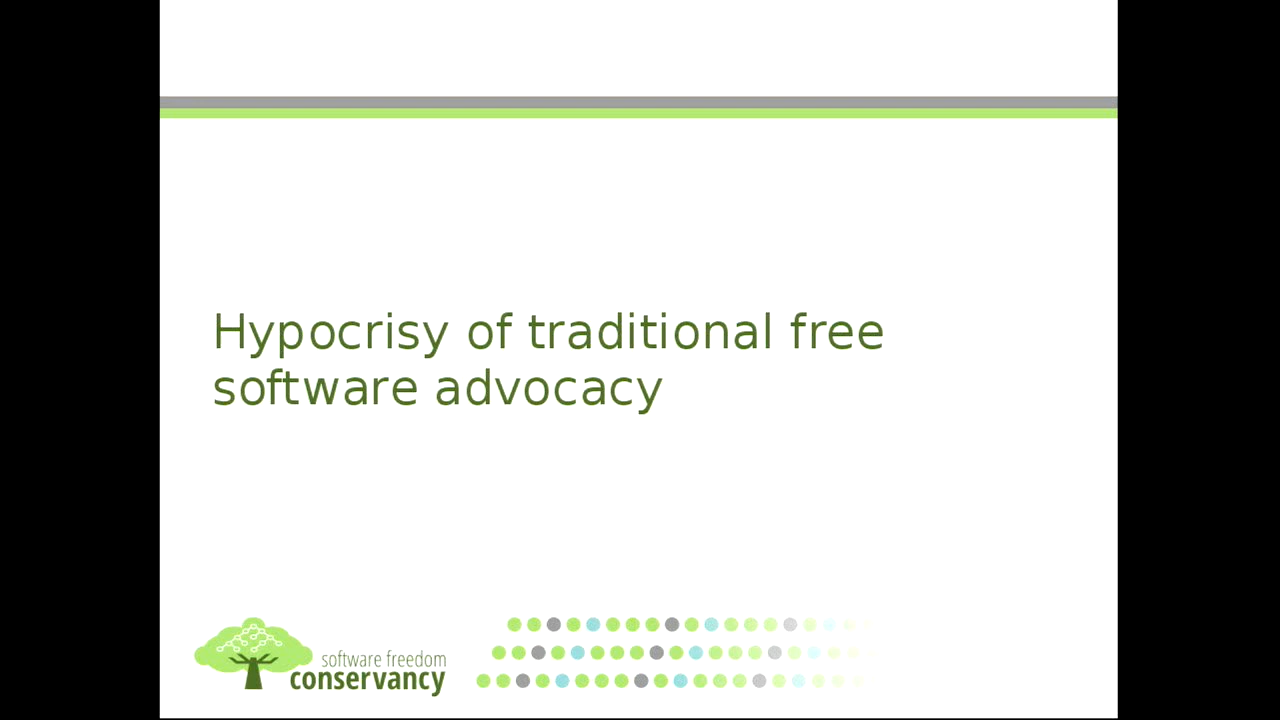 Hypocrisy of traditional free
software advocacy
software freedom
conservancy